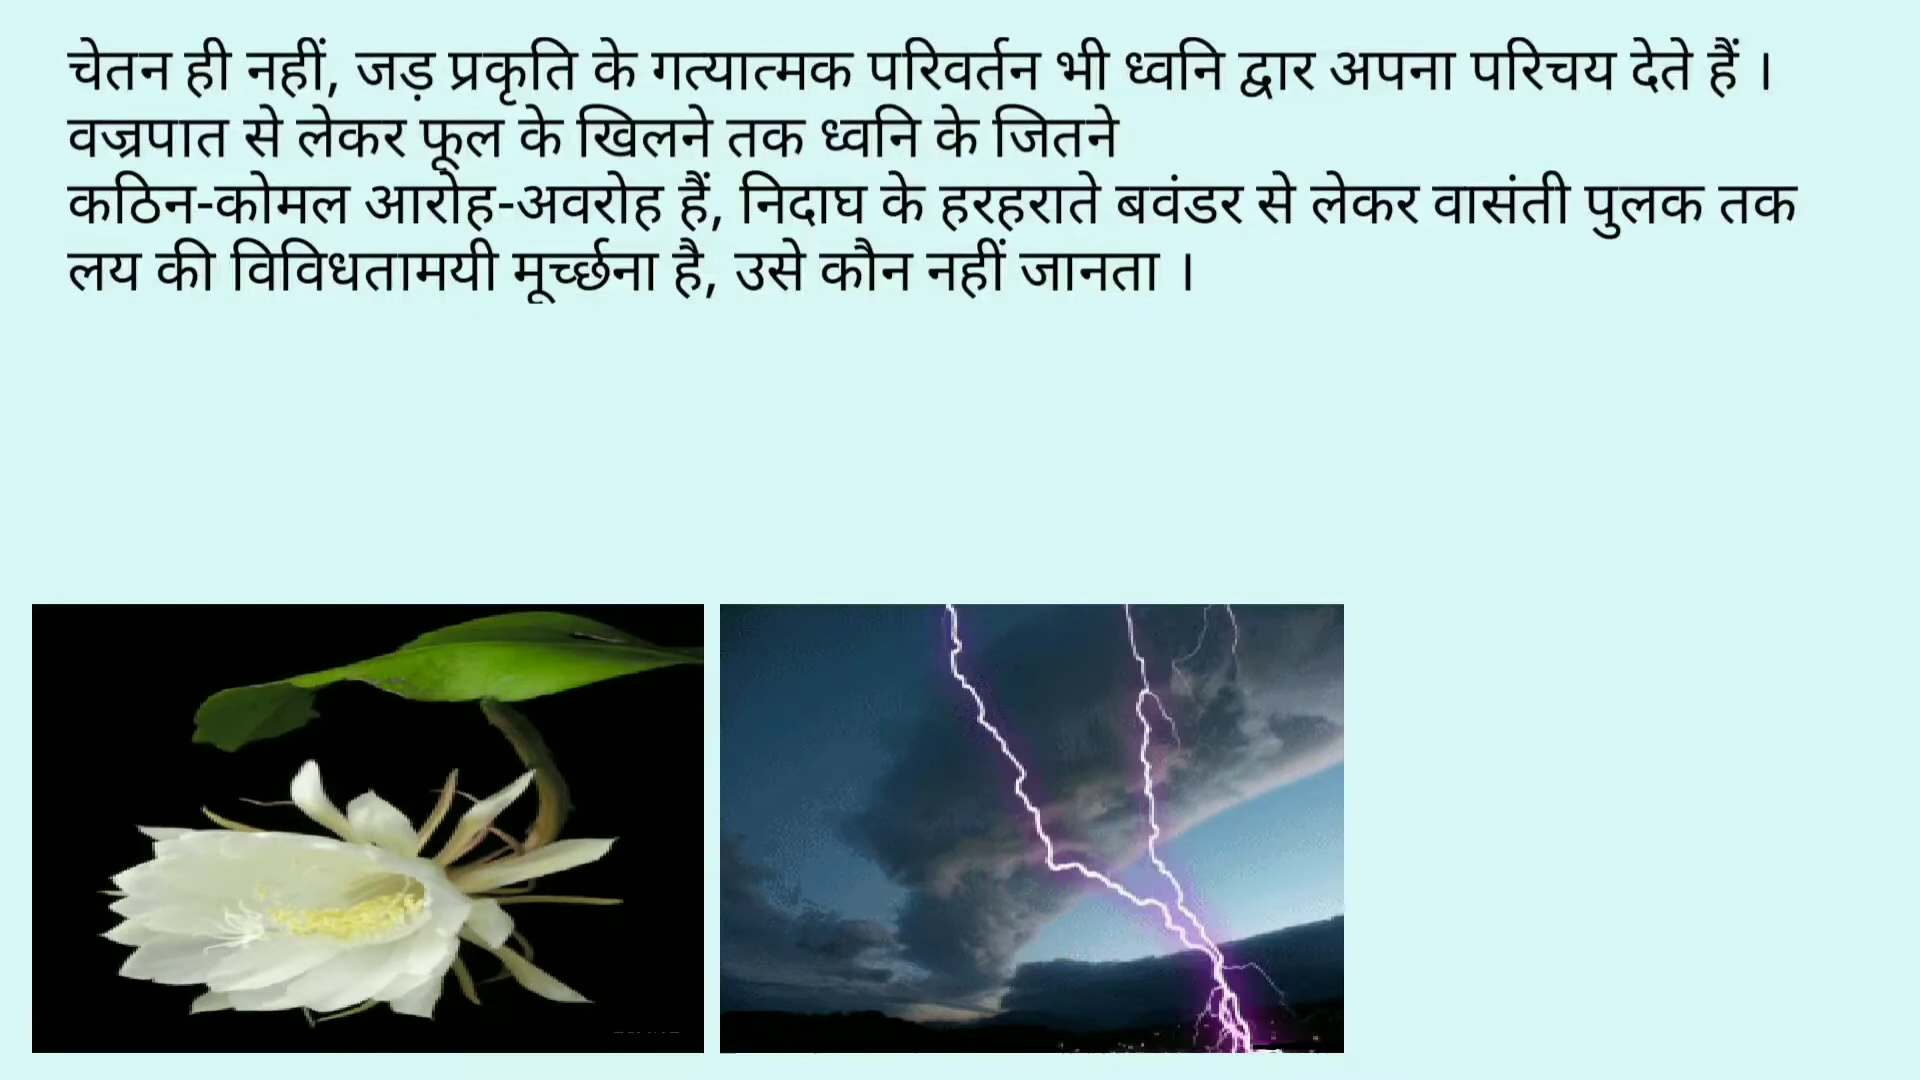 चेतन ही नहीं, जड़ प्रकृति के गत्यात्मक परिवर्तन भी ध्वनि द्वार अपना परिचय देते हैं ।
वज्रपात से लेकर फूल के खिलने तक ध्वनि के जितने
कठिन-कोमल आरोह-अवरोह हैं, निदाघ के हरहराते बवंडर से लेकर वासंती पुलक तक
लय की विविधतामयी मूर्च्छना है, उसे कौन नहीं जानता ।